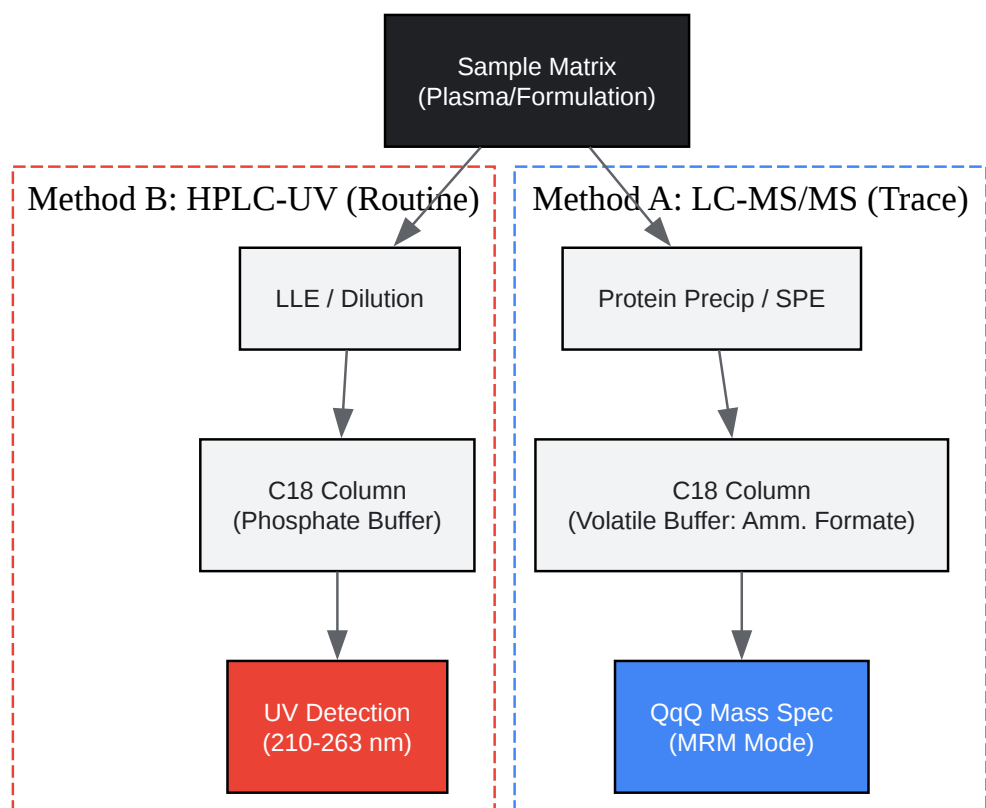 Sample Matrix
(Plasma/Formulation)
Method B: HPLC-UV (Routine)
LLE / Dilution
C18 Column
(Phosphate Buffer)
UV Detection
(210-263 nm)
Method A: LC-MS/MS (Trace)
Protein Precip / SPE
C18 Column
(Volatile Buffer: Amm. Formate)
QqQ Mass Spec
(MRM Mode)